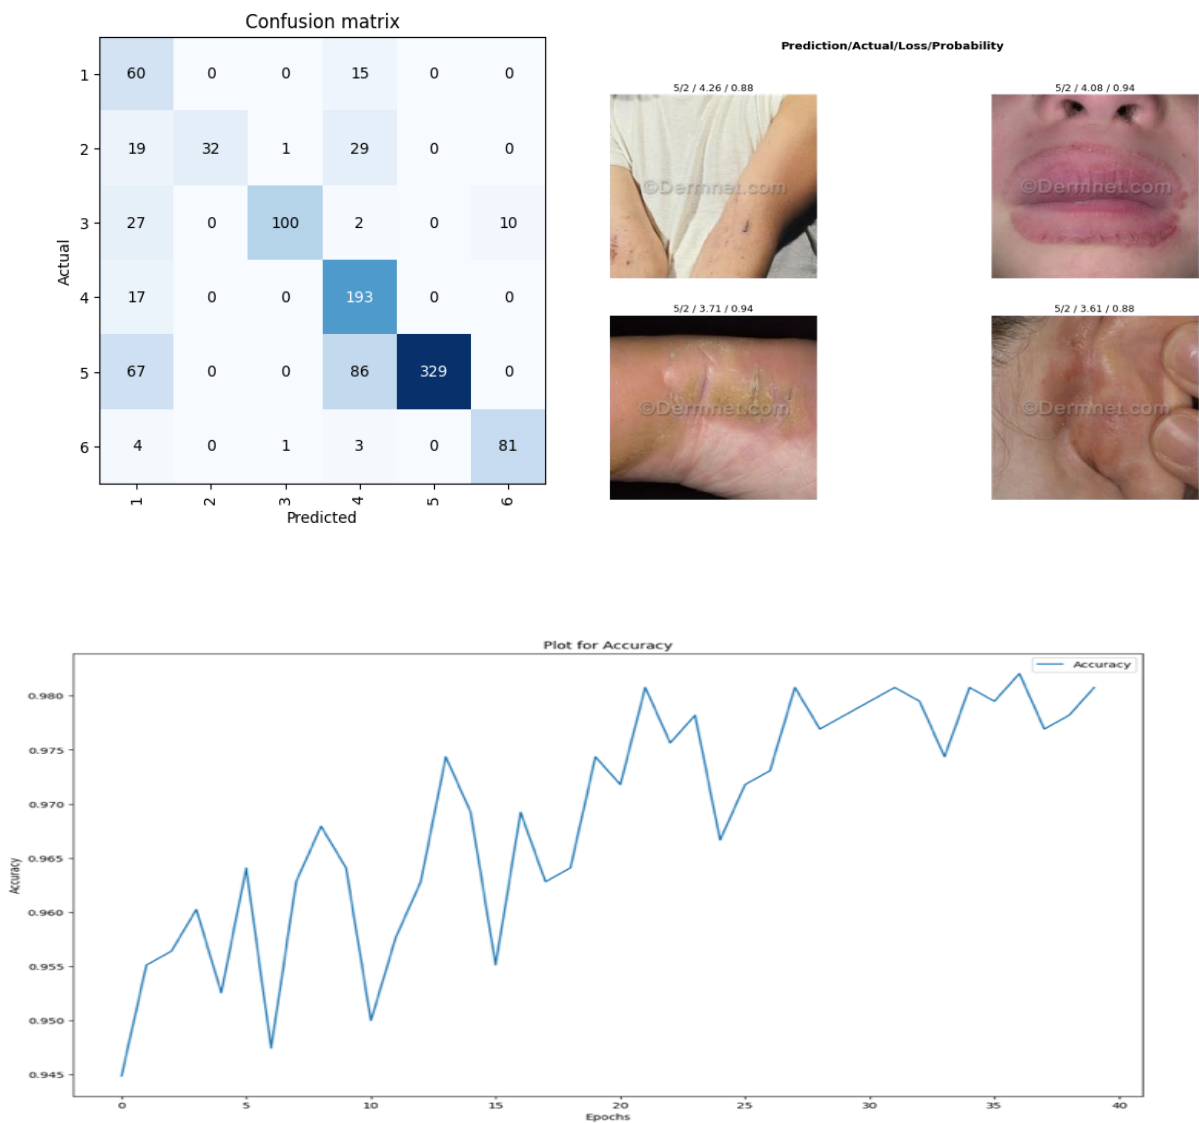 Confusion matrix
1 60 0 0 15 0 0
2 19 32 1 29 0 0
3 27 0 100 2 0 10
4 17 0 0 193 0 0
5 67 0 0 86 329 0
6 4 0 1 3 0 81
Actual
1 2 3 4 5 6
Predicted
Prediction/Actual/Loss/Probability
5/2 / 4.26 / 0.88
©Dermnet.com
5/2 / 4.08 / 0.94
©Dermnet.com
5/2 / 3.71 / 0.94
©Dermnet.com
5/2 / 3.61 / 0.88
©Dermnet.com
Plot for Accuracy
Accuracy
0.980
0.975
0.970
0.965
0.960
0.955
0.950
0.945
Accuracy
0 5 10 15 20 25 30 35 40
Epochs